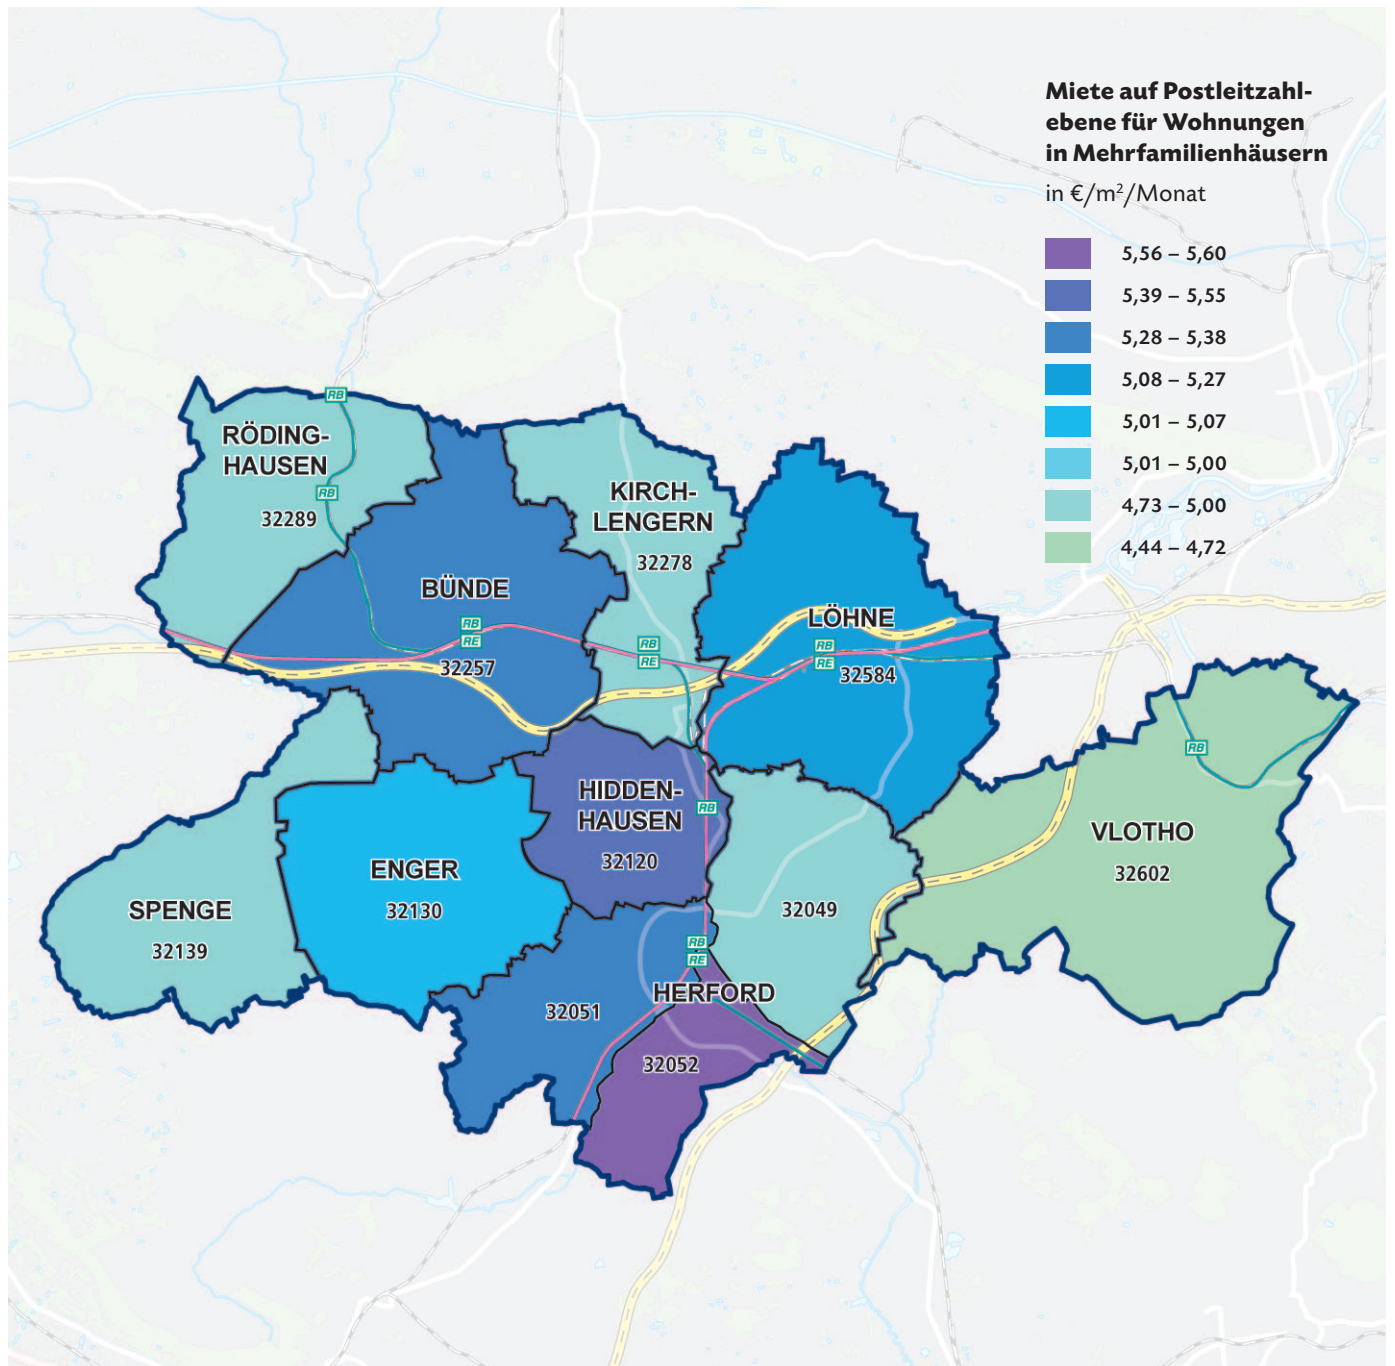 Miete auf Postleitzahl-
ebene für Wohnungen
in Mehrfamilienhäusern
in €/m²/Monat
5,56 – 5,60
5,39 – 5,55
5,28 – 5,38
5,08 – 5,27
5,01 – 5,07
5,01 – 5,00
4,73 – 5,00
4,44 – 4,72
RB
RÖDING-
HAUSEN
RB
32289
KIRCH-
LENGERN
32278
BÜNDE
RB
RE
32257
RB
RE
LÖHNE
RB
RE
32584
RB
HIDDEN-
HAUSEN
RB
32120
VLOTHO
32602
ENGER
32130
SPENGE
32139
32049
RB
RE
HERFORD
32051
32052